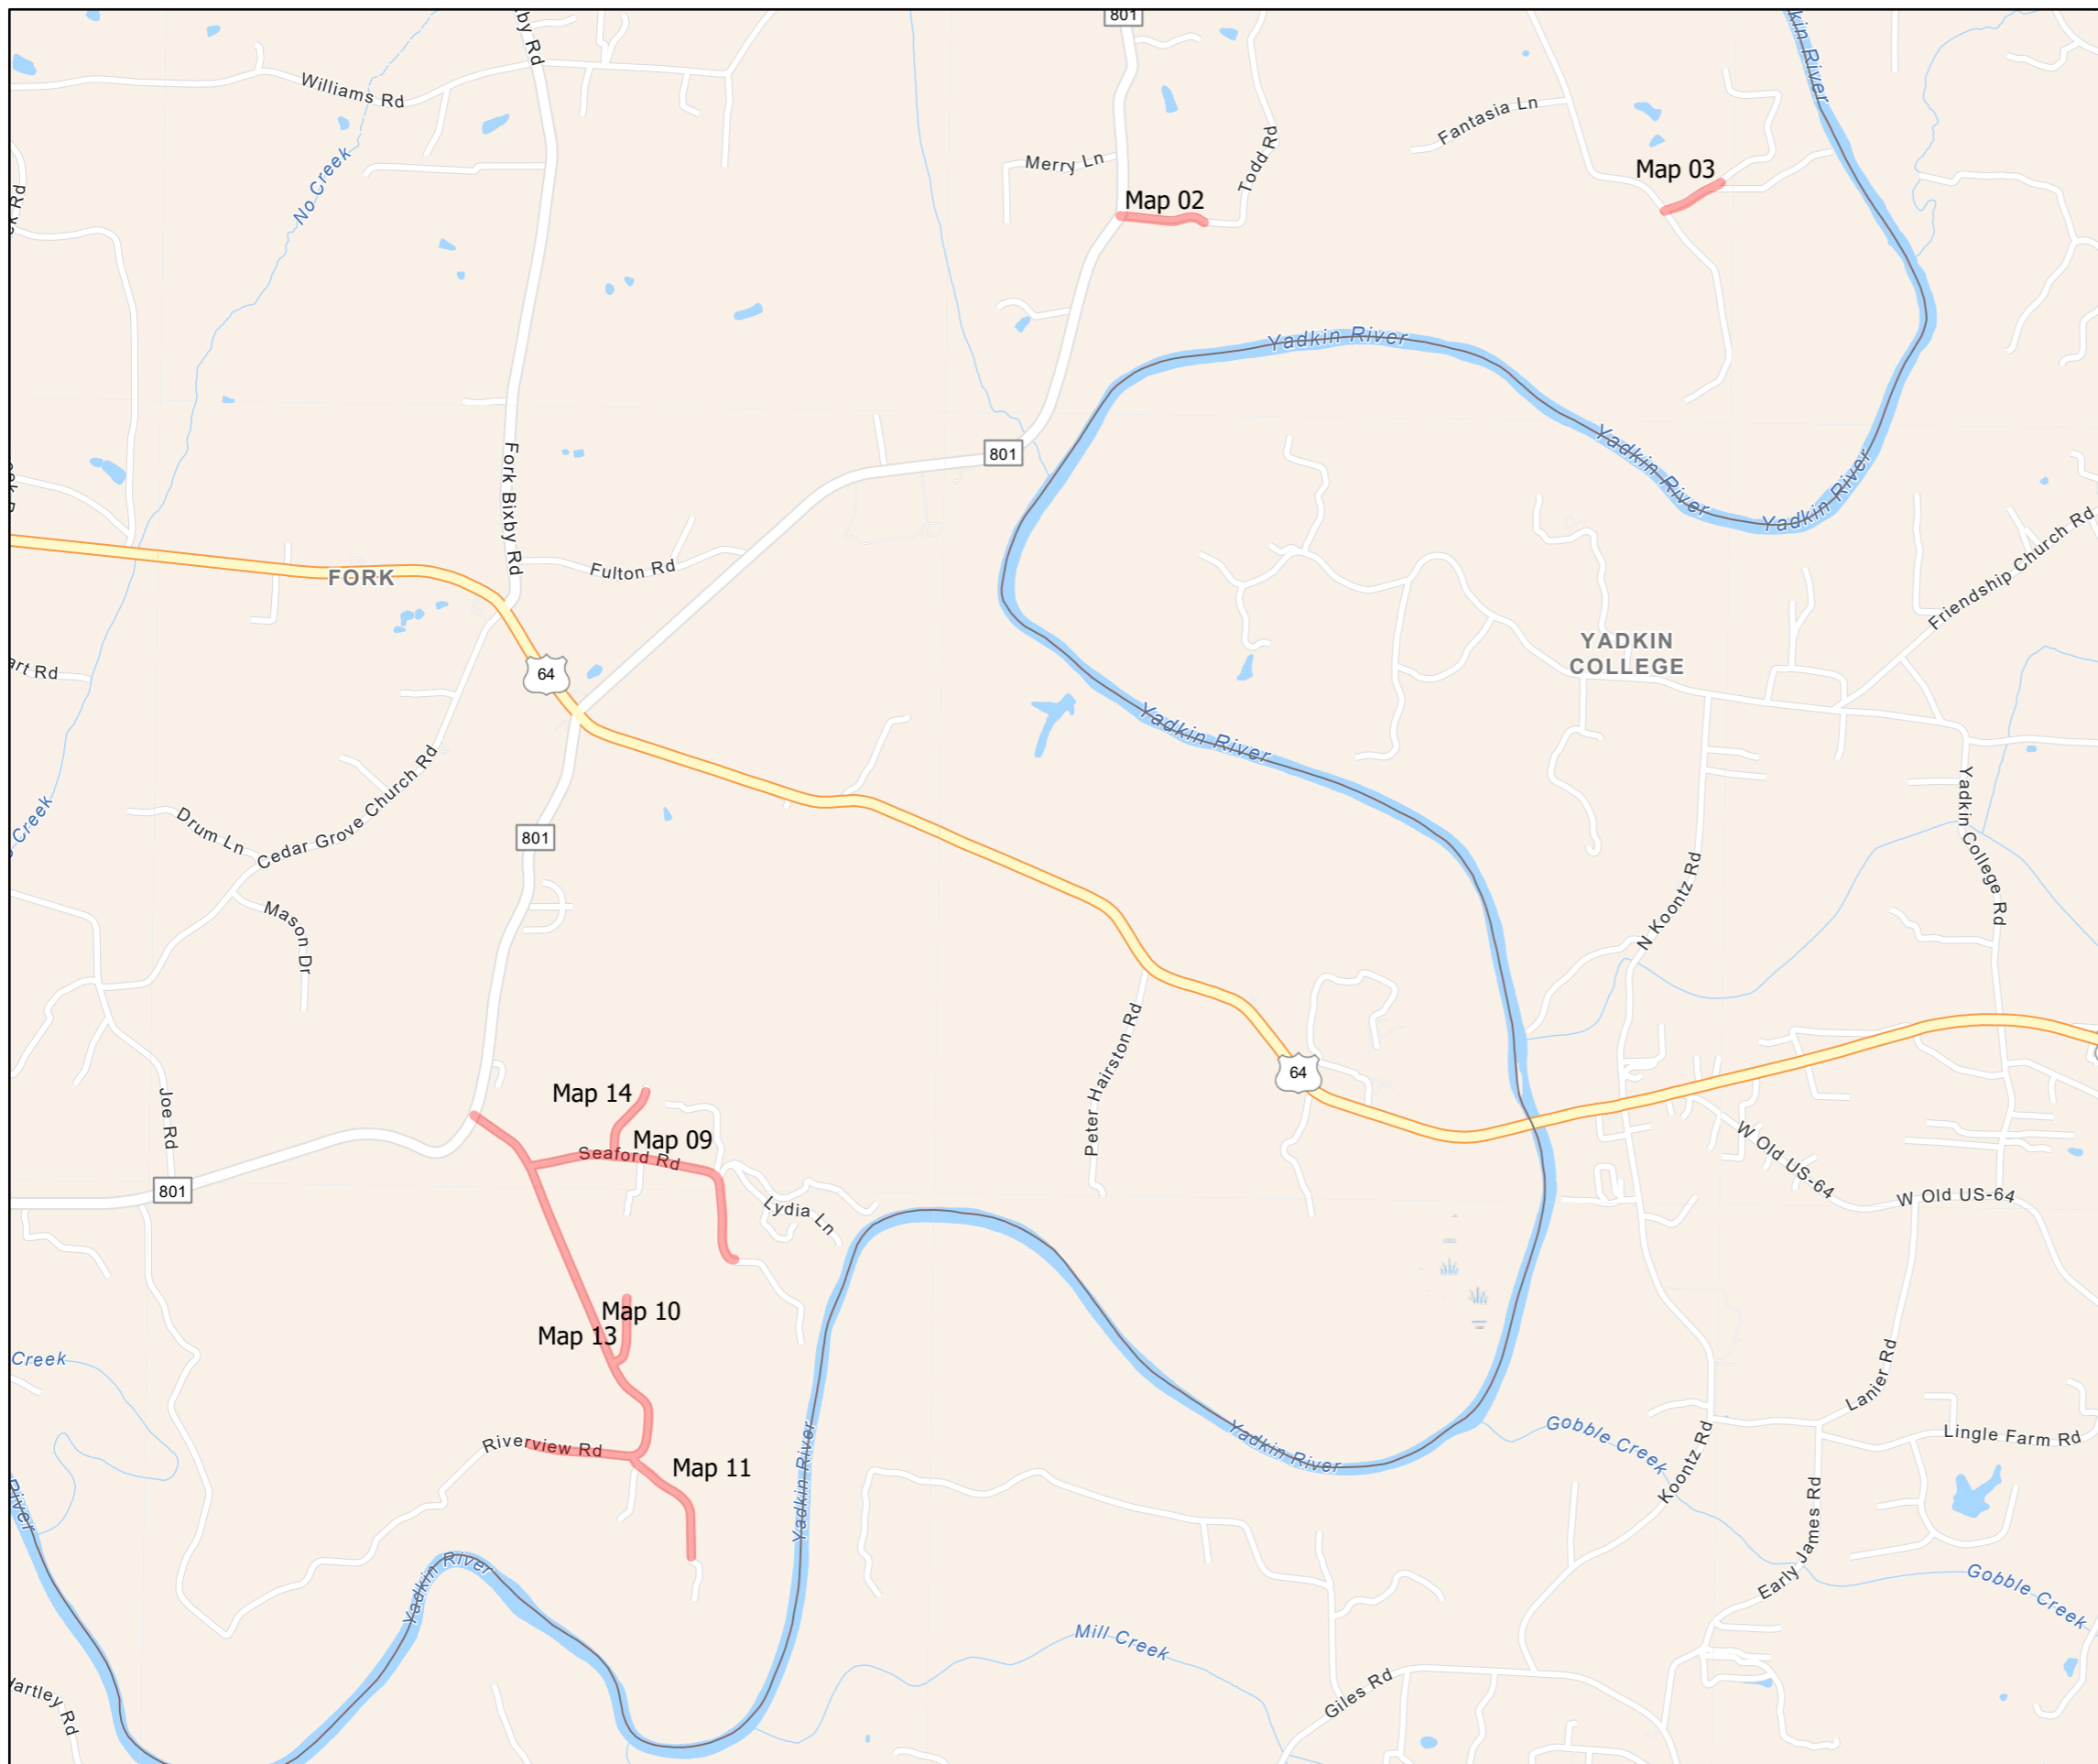 801
Williams Rd
No Creek
Merry Ln
Todd Rd
Fantasia Ln
Map 03
Map 02
Yadkin River
Yadkin River
Yadkin River
801
Fork Bixby Rd
Fulton Rd
FORK
Friendship Church Rd
YADKIN
COLLEGE
64
Yadkin River
Drum Ln
Cedar Grove Church Rd
801
Mason Dr
Creek
Yadkin College Rd
N Koontz Rd
Peter Hairston Rd
64
Joe Rd
Map 14
Map 09
Seaford Rd
W Old US-64
W Old US-64
801
Lydia Ln
Map 10
Map 13
Creek
Lanier Rd
Riverview Rd
Map 11
Yadkin River
Yadkin River
Gobble Creek
Koontz Rd
Lingle Farm Rd
River
Yadkin River
Early James Rd
Gobble Creek
Mill Creek
Giles Rd